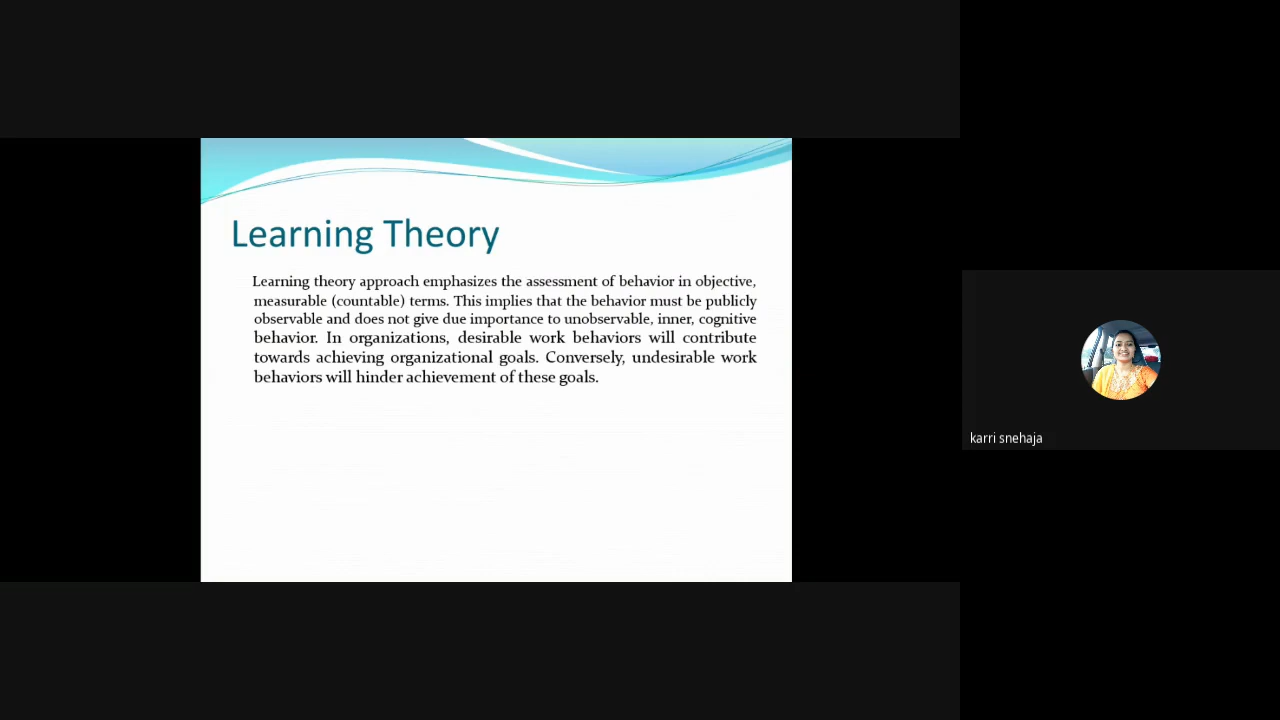 Learning Theory
Learning theory approach emphasizes the assessment of behavior in objective,
measurable (countable) terms. This implies that the behavior must be publicly
observable and does not give due importance to unobservable, inner, cognitive
behavior. In organizations, desirable work behaviors will contribute
towards achieving organizational goals. Conversely, undesirable work
behaviors will hinder achievement of these goals.
karri snehaja